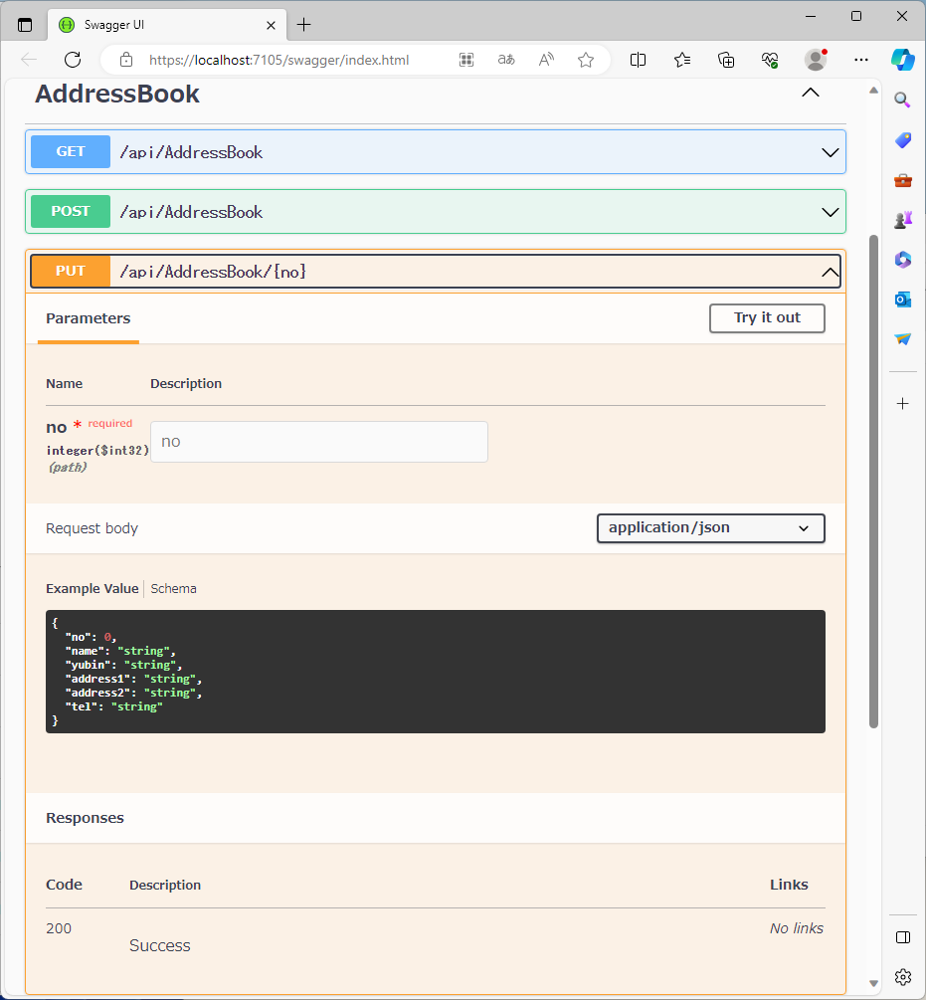 Swagger UI
https://localhost:7105/swagger/index.html
AddressBook
GET /api/AddressBook
POST /api/AddressBook
PUT /api/AddressBook/{no}
Parameters
Try it out
Name Description
no * required
no
integer($int32)
(path)
Request body
application/json
Example Value Schema
{
  "no": 0,
  "name": "string",
  "yubin": "string",
  "address1": "string",
  "address2": "string",
  "tel": "string"
}
Responses
Code Description Links
200
Success
No links